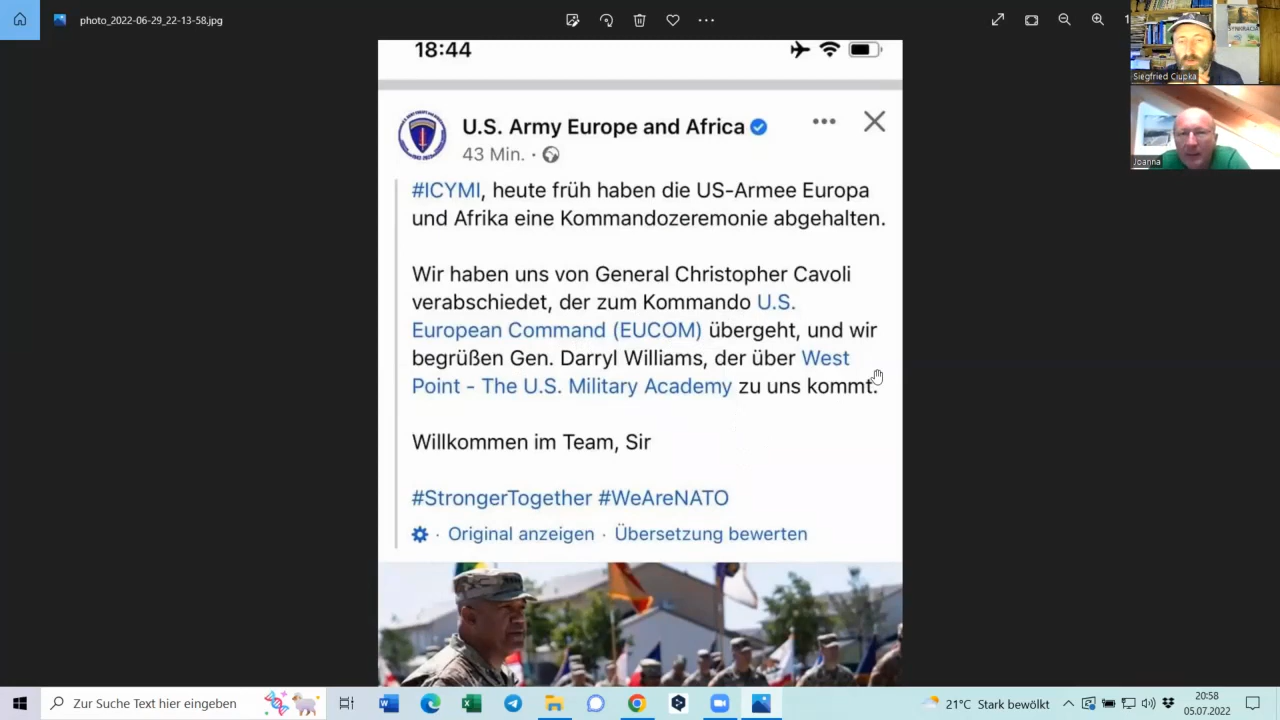 photo_2022-06-29_22-13-58.jpg
Siegfried Ciupka
Joanna
18:44
U.S. Army Europe and Africa
43 Min. ·
#ICYMI, heute früh haben die US-Armee Europa
und Afrika eine Kommandozeremonie abgehalten.
Wir haben uns von General Christopher Cavoli
verabschiedet, der zum Kommando U.S.
European Command (EUCOM) übergeht, und wir
begrüßen Gen. Darryl Williams, der über West
Point - The U.S. Military Academy zu uns kommt.
Willkommen im Team, Sir
#StrongerTogether #WeAreNATO
· Original anzeigen · Übersetzung bewerten
Zur Suche Text hier eingeben
21°C Stark bewölkt
20:58
05.07.2022